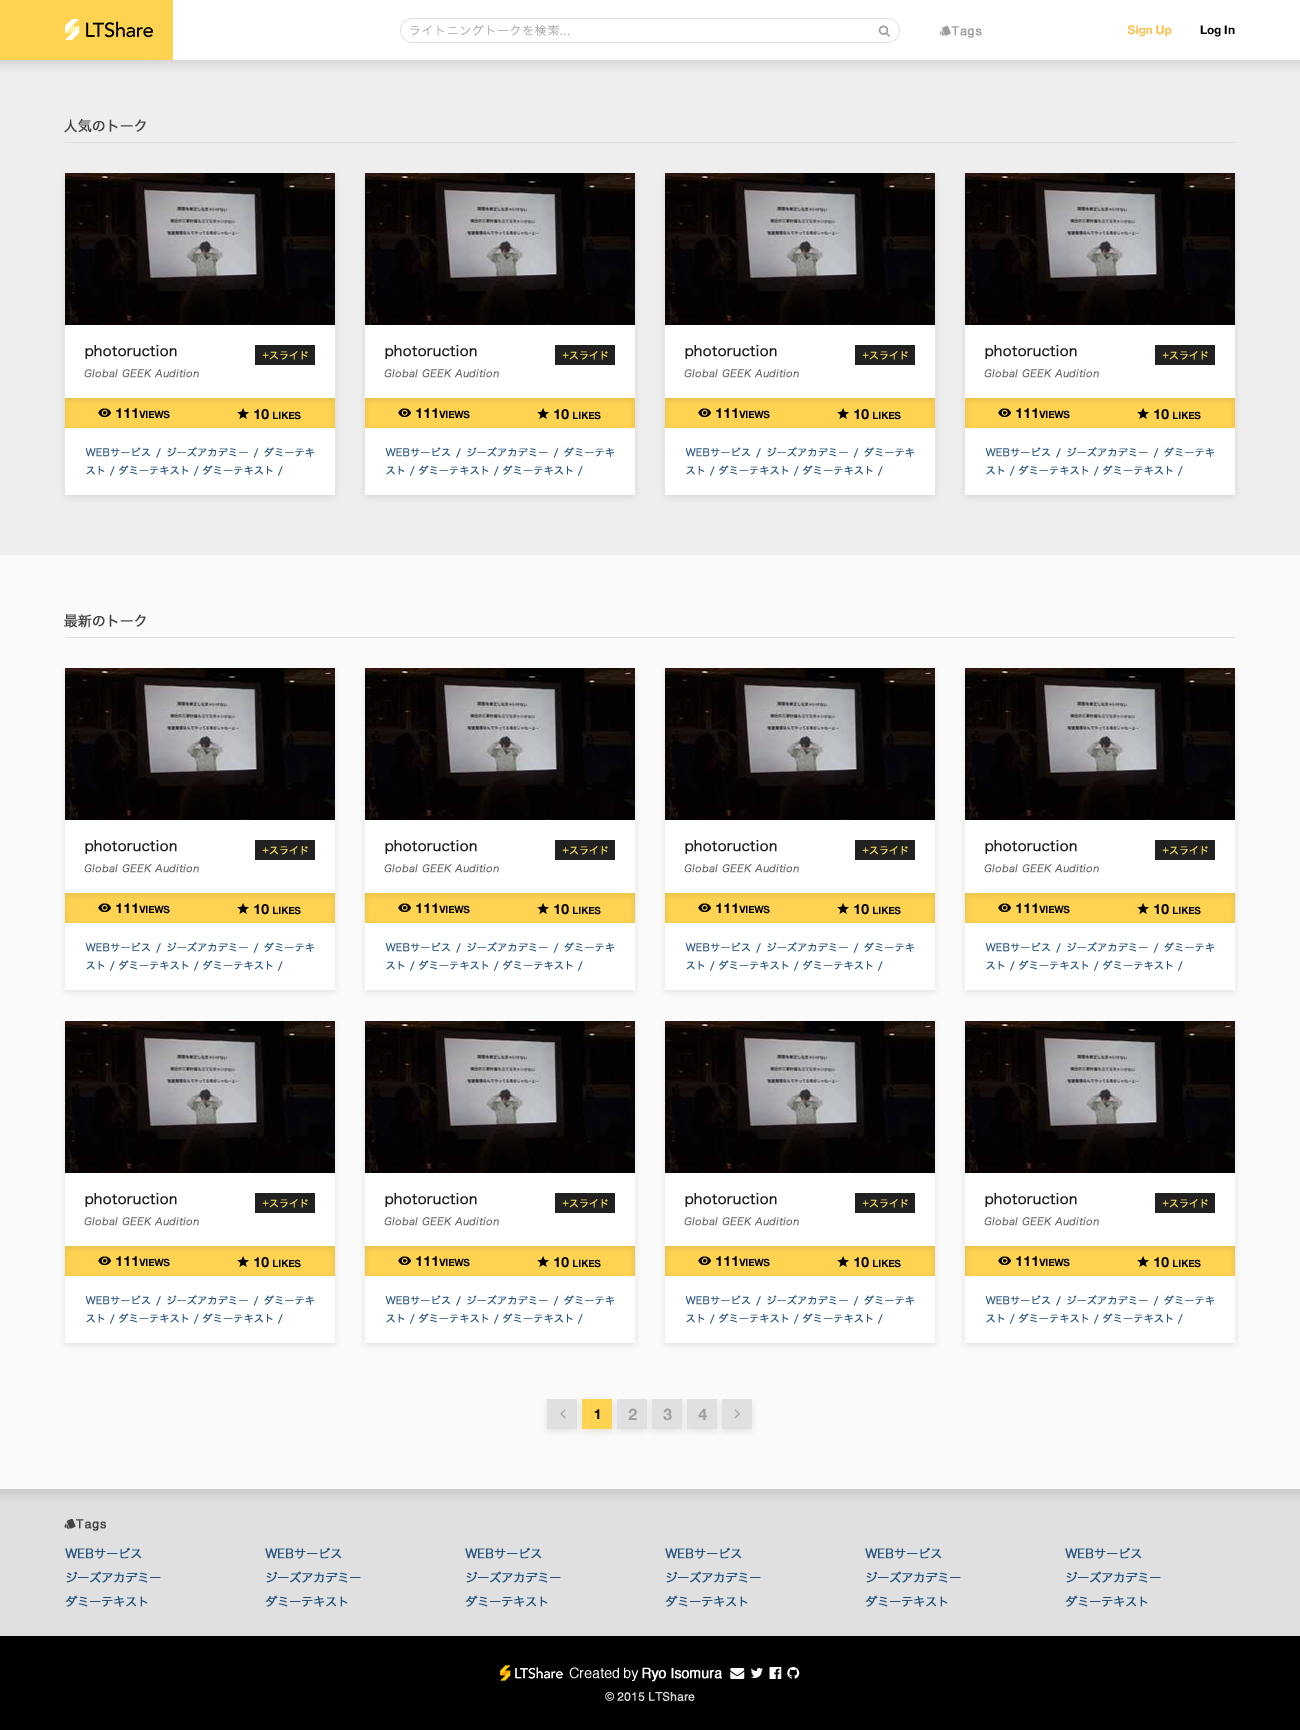 LTShare
ライトニングトークを検索...
Tags
Sign Up
Log In
人気のトーク
photoruction +スライド
Global GEEK Audition
111VIEWS 10 LIKES
WEBサービス / ジーズアカデミー / ダミーテキ
スト / ダミーテキスト / ダミーテキスト /
photoruction +スライド
Global GEEK Audition
111VIEWS 10 LIKES
WEBサービス / ジーズアカデミー / ダミーテキ
スト / ダミーテキスト / ダミーテキスト /
photoruction +スライド
Global GEEK Audition
111VIEWS 10 LIKES
WEBサービス / ジーズアカデミー / ダミーテキ
スト / ダミーテキスト / ダミーテキスト /
photoruction +スライド
Global GEEK Audition
111VIEWS 10 LIKES
WEBサービス / ジーズアカデミー / ダミーテキ
スト / ダミーテキスト / ダミーテキスト /
最新のトーク
photoruction +スライド
Global GEEK Audition
111VIEWS 10 LIKES
WEBサービス / ジーズアカデミー / ダミーテキ
スト / ダミーテキスト / ダミーテキスト /
photoruction +スライド
Global GEEK Audition
111VIEWS 10 LIKES
WEBサービス / ジーズアカデミー / ダミーテキ
スト / ダミーテキスト / ダミーテキスト /
photoruction +スライド
Global GEEK Audition
111VIEWS 10 LIKES
WEBサービス / ジーズアカデミー / ダミーテキ
スト / ダミーテキスト / ダミーテキスト /
photoruction +スライド
Global GEEK Audition
111VIEWS 10 LIKES
WEBサービス / ジーズアカデミー / ダミーテキ
スト / ダミーテキスト / ダミーテキスト /
photoruction +スライド
Global GEEK Audition
111VIEWS 10 LIKES
WEBサービス / ジーズアカデミー / ダミーテキ
スト / ダミーテキスト / ダミーテキスト /
photoruction +スライド
Global GEEK Audition
111VIEWS 10 LIKES
WEBサービス / ジーズアカデミー / ダミーテキ
スト / ダミーテキスト / ダミーテキスト /
photoruction +スライド
Global GEEK Audition
111VIEWS 10 LIKES
WEBサービス / ジーズアカデミー / ダミーテキ
スト / ダミーテキスト / ダミーテキスト /
photoruction +スライド
Global GEEK Audition
111VIEWS 10 LIKES
WEBサービス / ジーズアカデミー / ダミーテキ
スト / ダミーテキスト / ダミーテキスト /
< 1 2 3 4 >
Tags
WEBサービス WEBサービス WEBサービス WEBサービス WEBサービス WEBサービス
ジーズアカデミー ジーズアカデミー ジーズアカデミー ジーズアカデミー ジーズアカデミー ジーズアカデミー
ダミーテキスト ダミーテキスト ダミーテキスト ダミーテキスト ダミーテキスト ダミーテキスト
LTShare Created by Ryo Isomura
© 2015 LTShare